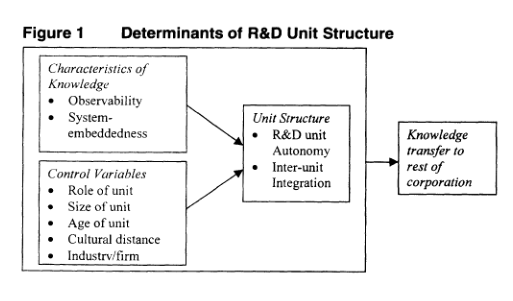 Figure 1 Determinants of R&D Unit Structure
Characteristics of
Knowledge
• Observability
• System-
embeddedness
Control Variables
• Role of unit
• Size of unit
• Age of unit
• Cultural distance
• Industry/firm
Unit Structure
• R&D unit
Autonomy
• Inter-unit
Integration
Knowledge
transfer to
rest of
corporation